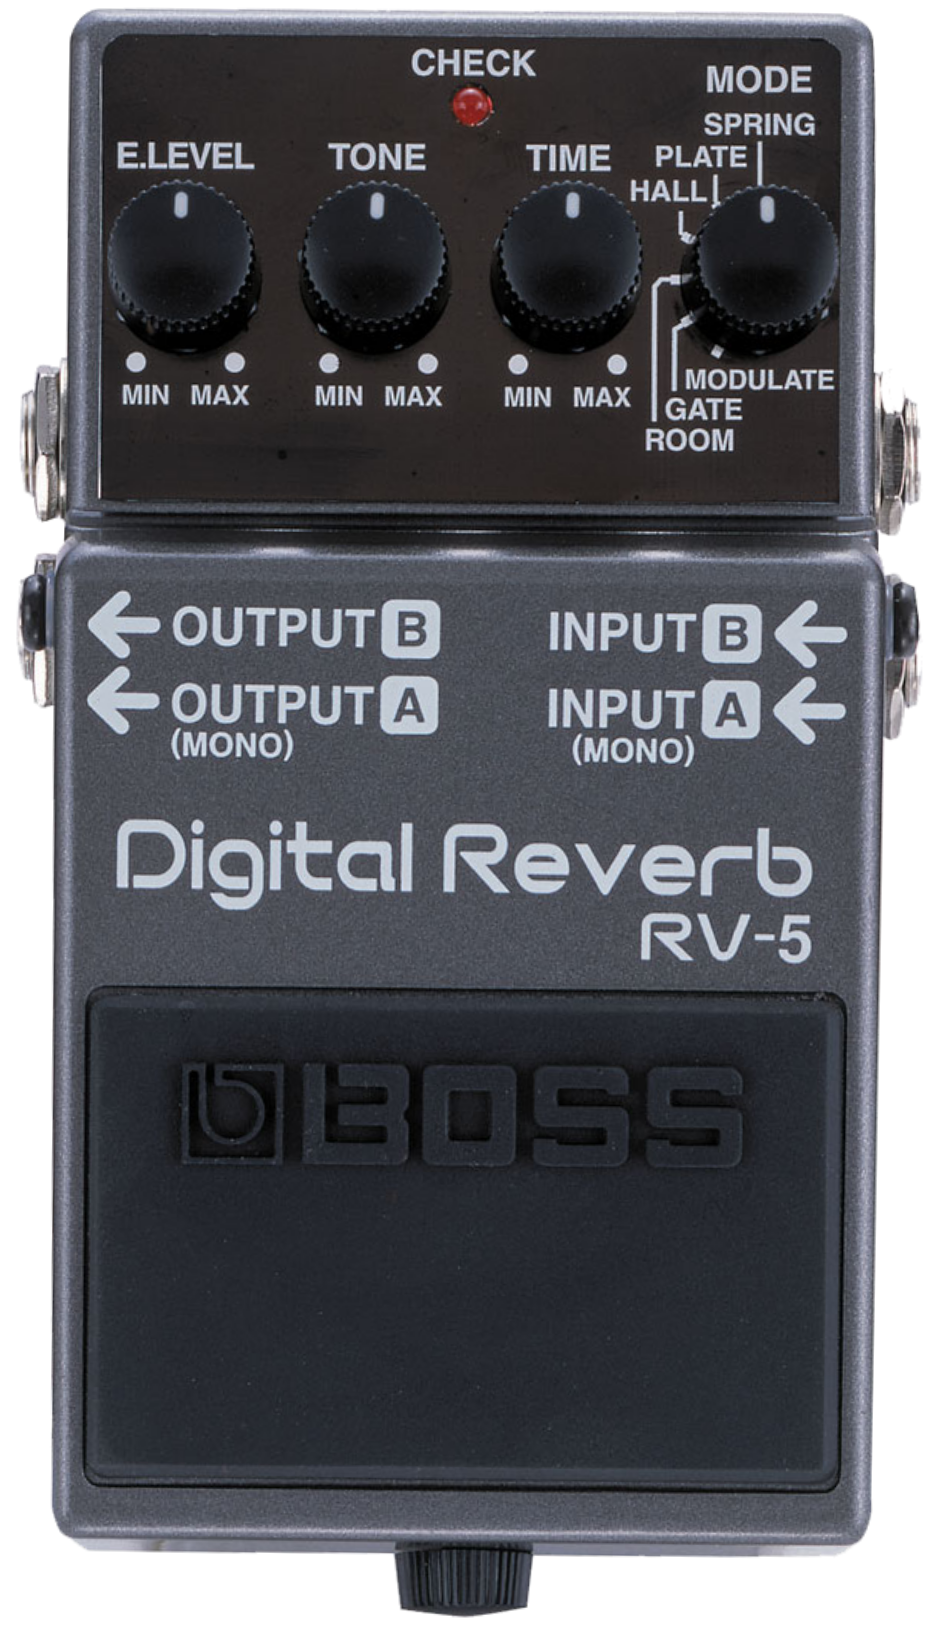 CHECK
MODE
SPRING
PLATE
HALL
E.LEVEL
TONE
TIME
MIN MAX
MIN MAX
MIN MAX
MODULATE
GATE
ROOM
OUTPUT B
INPUT B
OUTPUT A
(MONO)
INPUT A
(MONO)
Digital Reverb
RV-5
BOSS